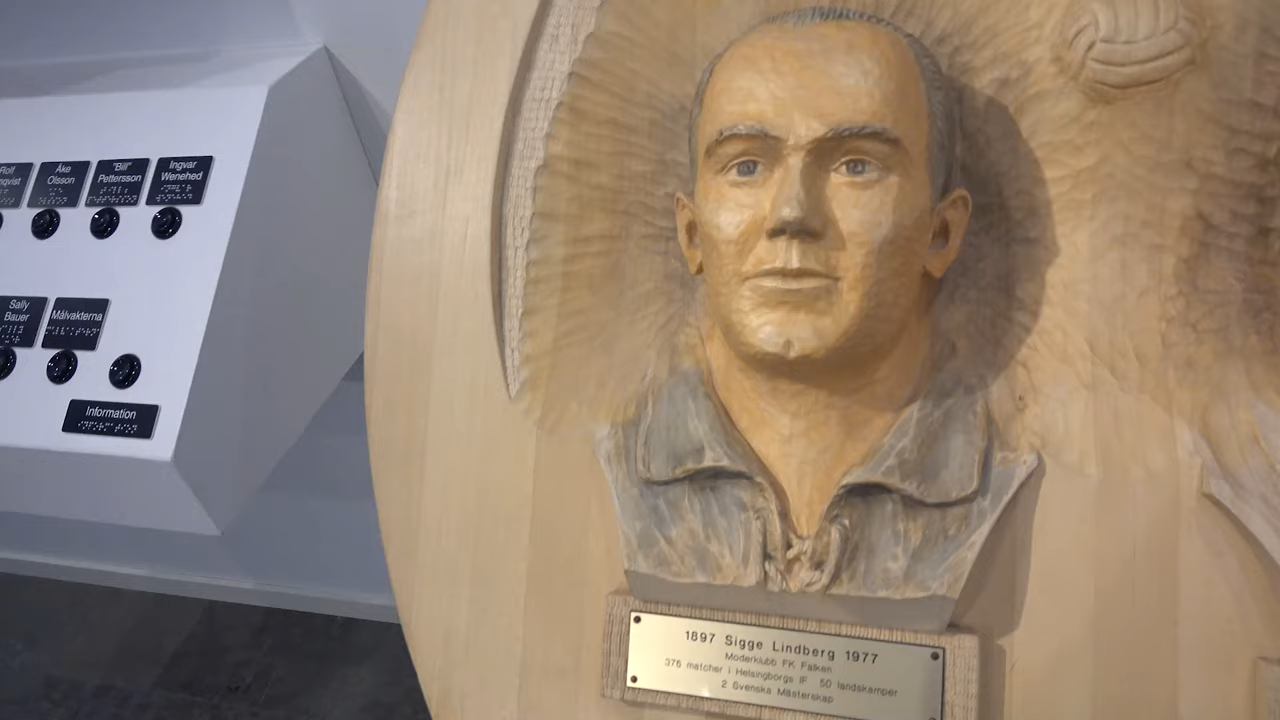 Rolf
Åke
Olsson
"Bill"
Pettersson
Ingvar
Wenehed
Sally
Bauer
Målvakterna
Information
1897 Sigge Lindberg 1977
Moderklubb FK Falken
376 matcher i Helsingborgs IF 50 landskamper
2 Svenska Mästerskap